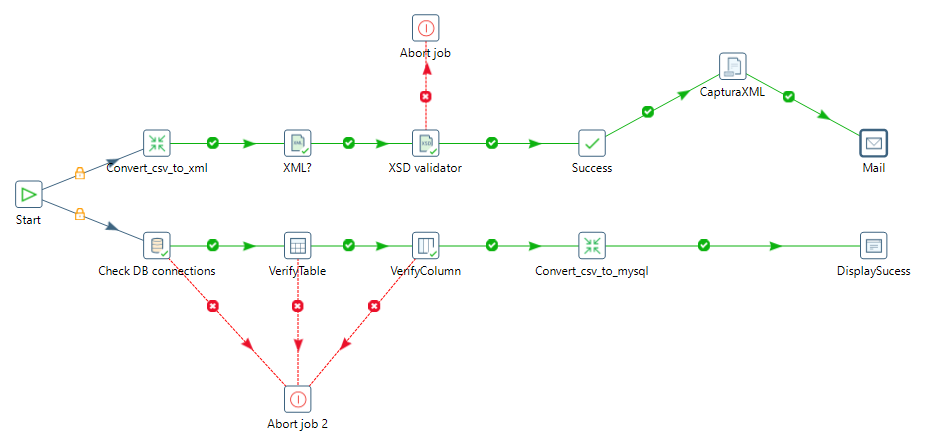 Abort job
CapturaXML
Convert_csv_to_xml
XML?
XSD validator
Success
Mail
Start
Check DB connections
VerifyTable
VerifyColumn
Convert_csv_to_mysql
DisplaySucess
Abort job 2